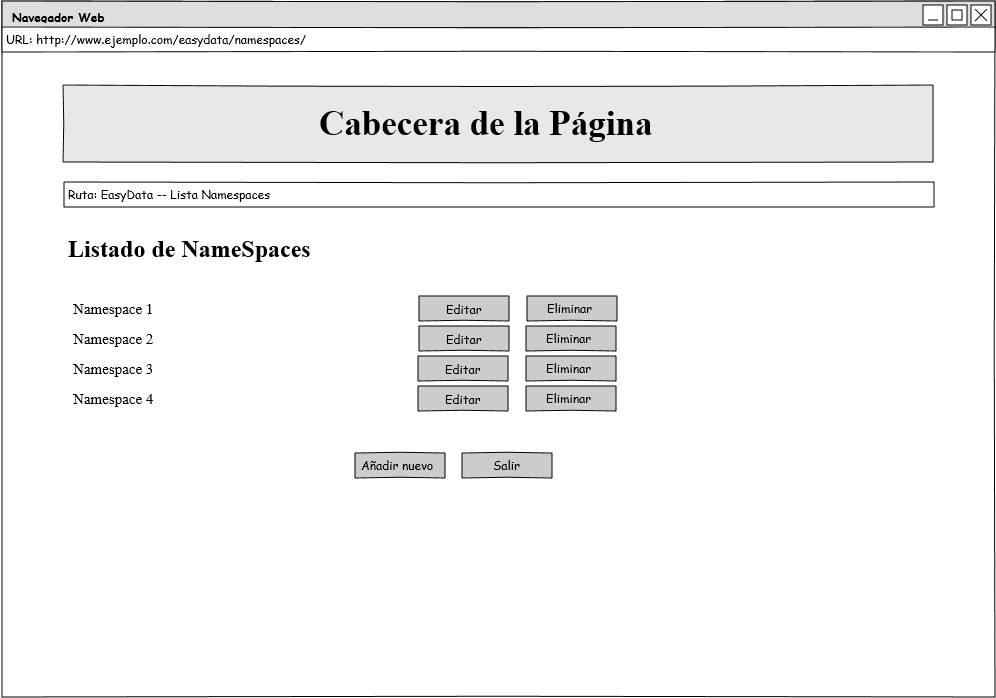 Navegador Web
URL: http://www.ejemplo.com/easydata/namespaces/
Cabecera de la Página
Ruta: EasyData -- Lista Namespaces
Listado de NameSpaces
Namespace 1 Editar Eliminar
Namespace 2 Editar Eliminar
Namespace 3 Editar Eliminar
Namespace 4 Editar Eliminar
Añadir nuevo Salir